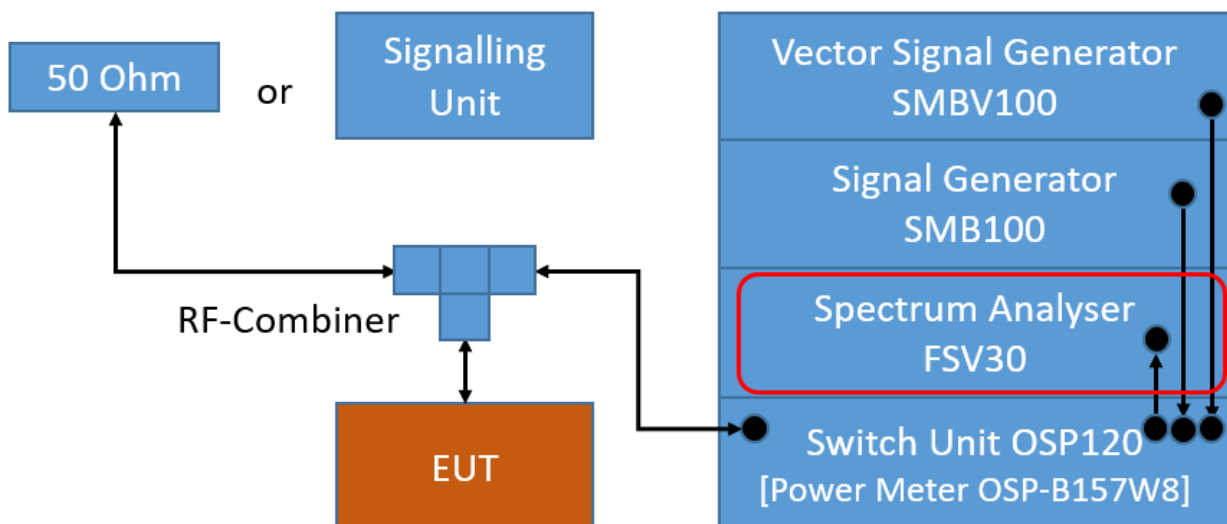 50 Ohm
or
Signalling
Unit
Vector Signal Generator
SMBV100
Signal Generator
SMB100
RF-Combiner
Spectrum Analyser
FSV30
EUT
Switch Unit OSP120
[Power Meter OSP-B157W8]